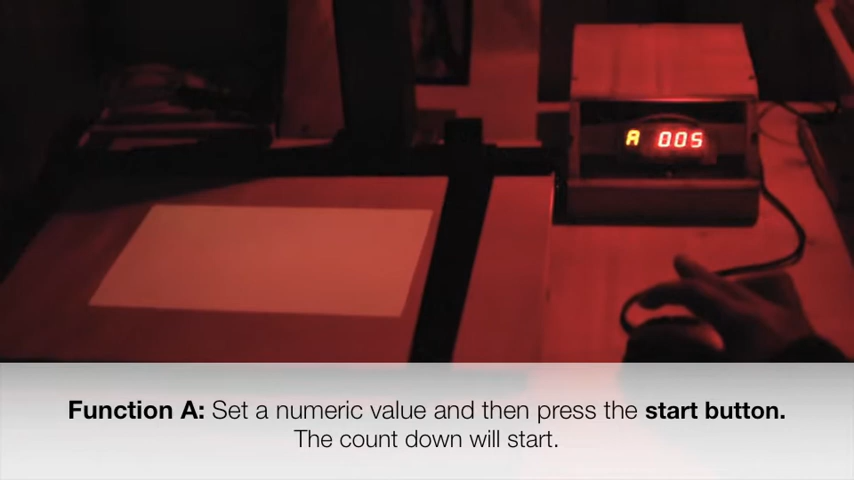 A 005
Function A: Set a numeric value and then press the start button.
The count down will start.